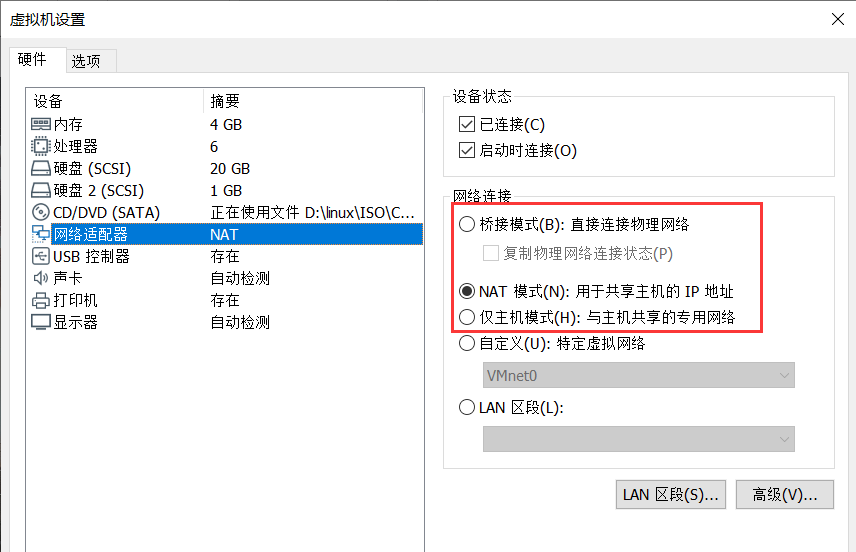 虚拟机设置
硬件
选项
设备 摘要
内存 4 GB
处理器 6
硬盘 (SCSI) 20 GB
硬盘 2 (SCSI) 1 GB
CD/DVD (SATA) 正在使用文件 D:\linux\ISO\C...
网络适配器 NAT
USB 控制器 存在
声卡 自动检测
打印机 存在
显示器 自动检测
设备状态
已连接(C)
启动时连接(O)
网络连接
桥接模式(B): 直接连接物理网络
复制物理网络连接状态(P)
NAT 模式(N): 用于共享主机的 IP 地址
仅主机模式(H): 与主机共享的专用网络
自定义(U): 特定虚拟网络
VMnet0
LAN 区段(L):
LAN 区段(S)... 高级(V)...